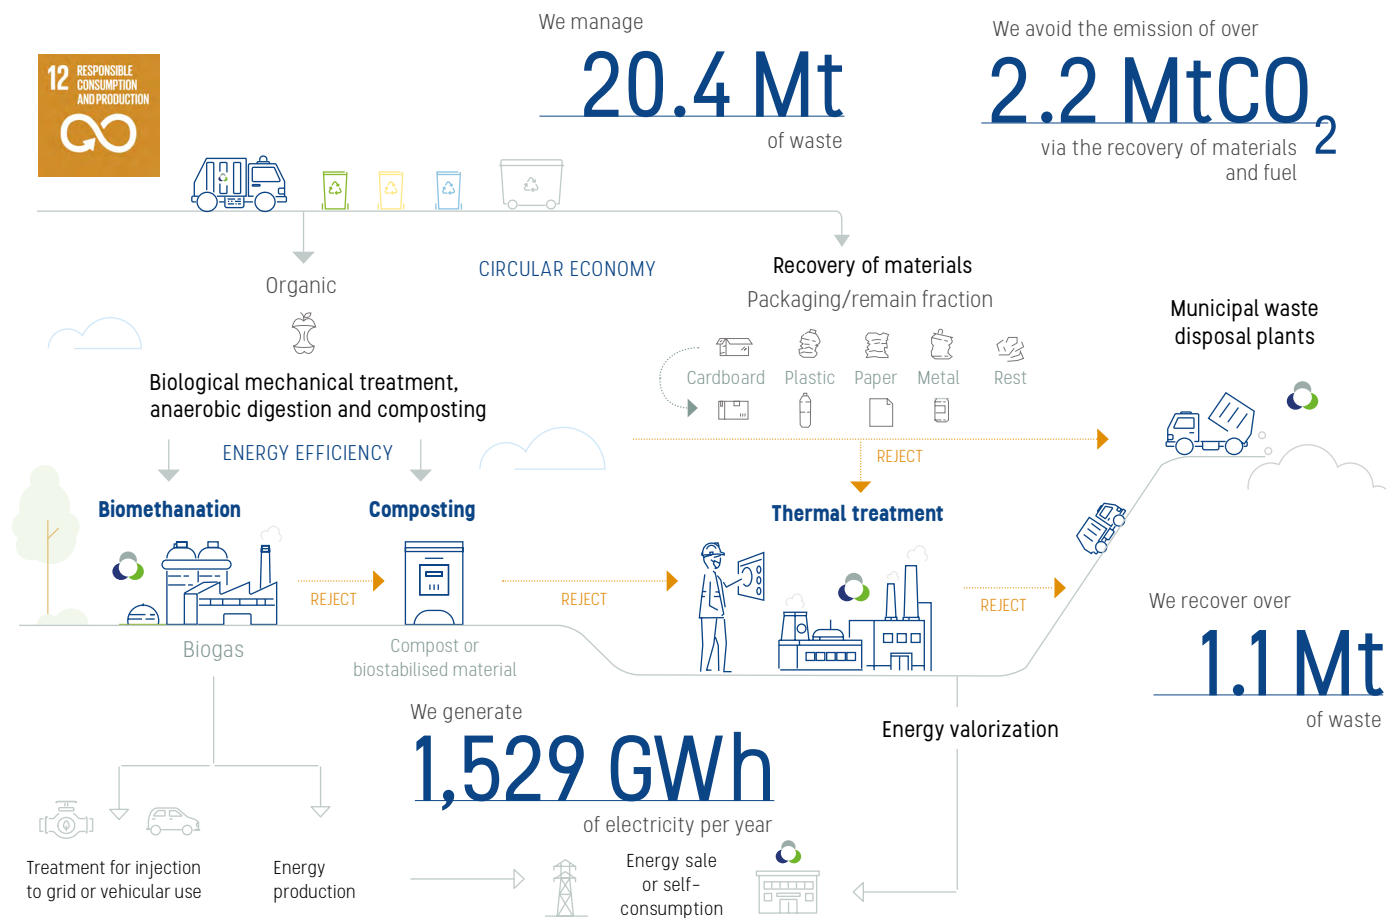 12 RESPONSIBLE
CONSUMPTION
AND PRODUCTION
We manage
20.4 Mt
of waste
We avoid the emission of over
2.2 MtCO2
via the recovery of materials
and fuel
CIRCULAR ECONOMY
Organic
Recovery of materials
Packaging/remain fraction
Cardboard
Plastic
Paper
Metal
Rest
Municipal waste
disposal plants
Biological mechanical treatment,
anaerobic digestion and composting
ENERGY EFFICIENCY
REJECT
Biomethanation
Composting
Thermal treatment
REJECT
REJECT
REJECT
Biogas
Compost or
biostabilised material
We recover over
1.1 Mt
of waste
We generate
1,529 GWh
of electricity per year
Energy valorization
Treatment for injection
to grid or vehicular use
Energy
production
Energy sale
or self-
consumption